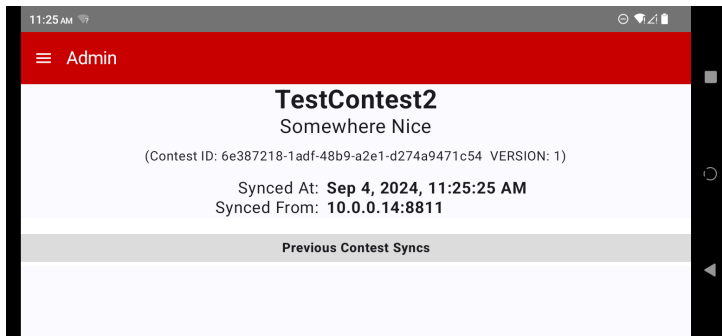 11:25 AM
Admin
TestContest2
Somewhere Nice
(Contest ID: 6e387218-1adf-48b9-a2e1-d274a9471c54 VERSION: 1)
Synced At: Sep 4, 2024, 11:25:25 AM
Synced From: 10.0.0.14:8811
Previous Contest Syncs